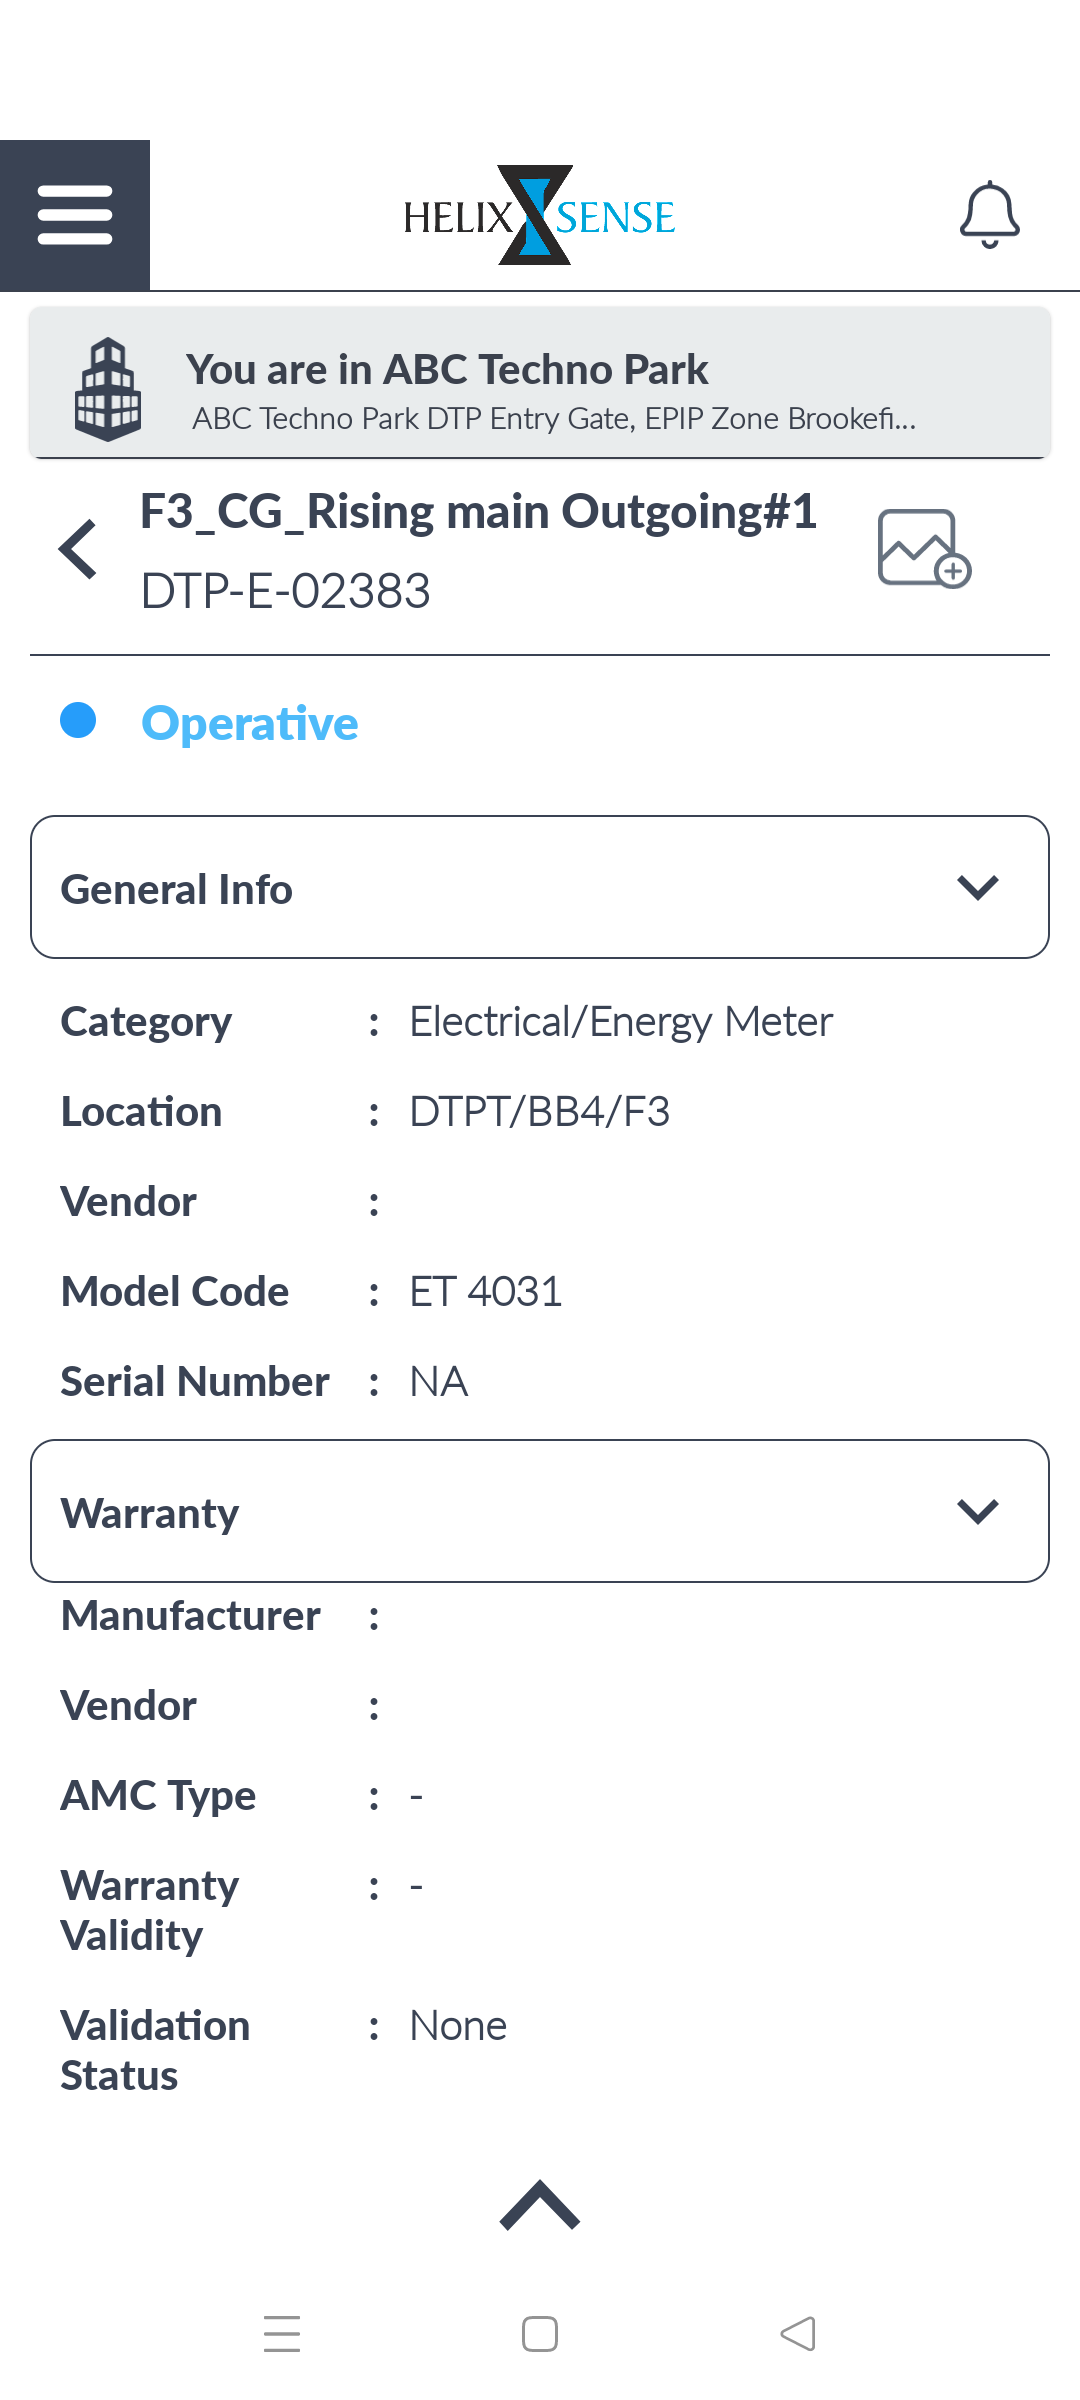 HELIX SENSE
You are in ABC Techno Park
ABC Techno Park DTP Entry Gate, EPIP Zone Brookefi...
F3_CG_Rising main Outgoing#1
DTP-E-02383
Operative
General Info
Category : Electrical/Energy Meter
Location : DTPT/BB4/F3
Vendor :
Model Code : ET 4031
Serial Number : NA
Warranty
Manufacturer :
Vendor :
AMC Type : -
Warranty : -
Validity
Validation : None
Status